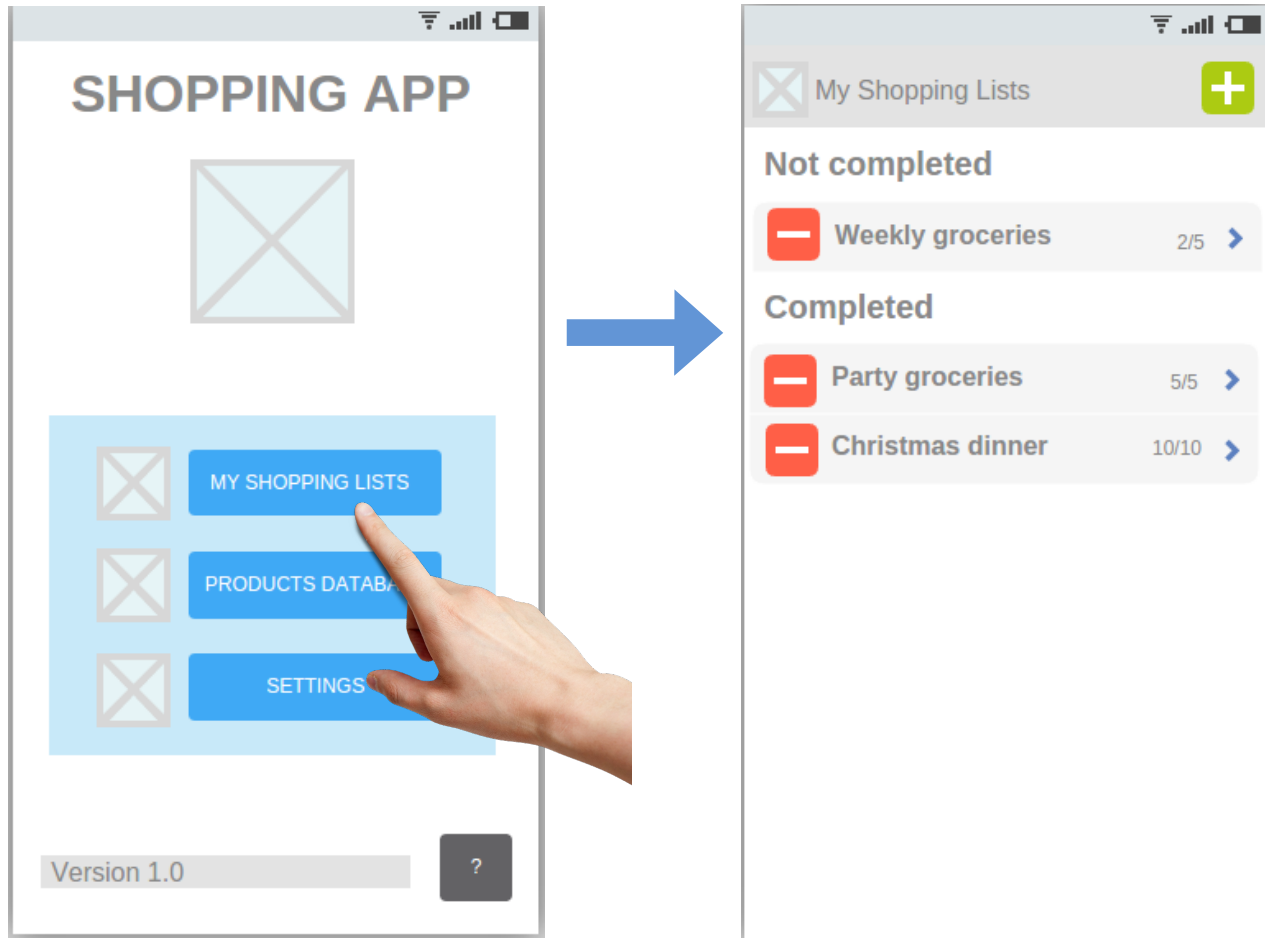 SHOPPING APP
MY SHOPPING LISTS
PRODUCTS
SETTINGS
Version 1.0
?
My Shopping Lists
Not completed
Weekly groceries 2/5
Completed
Party groceries 5/5
Christmas dinner 10/10